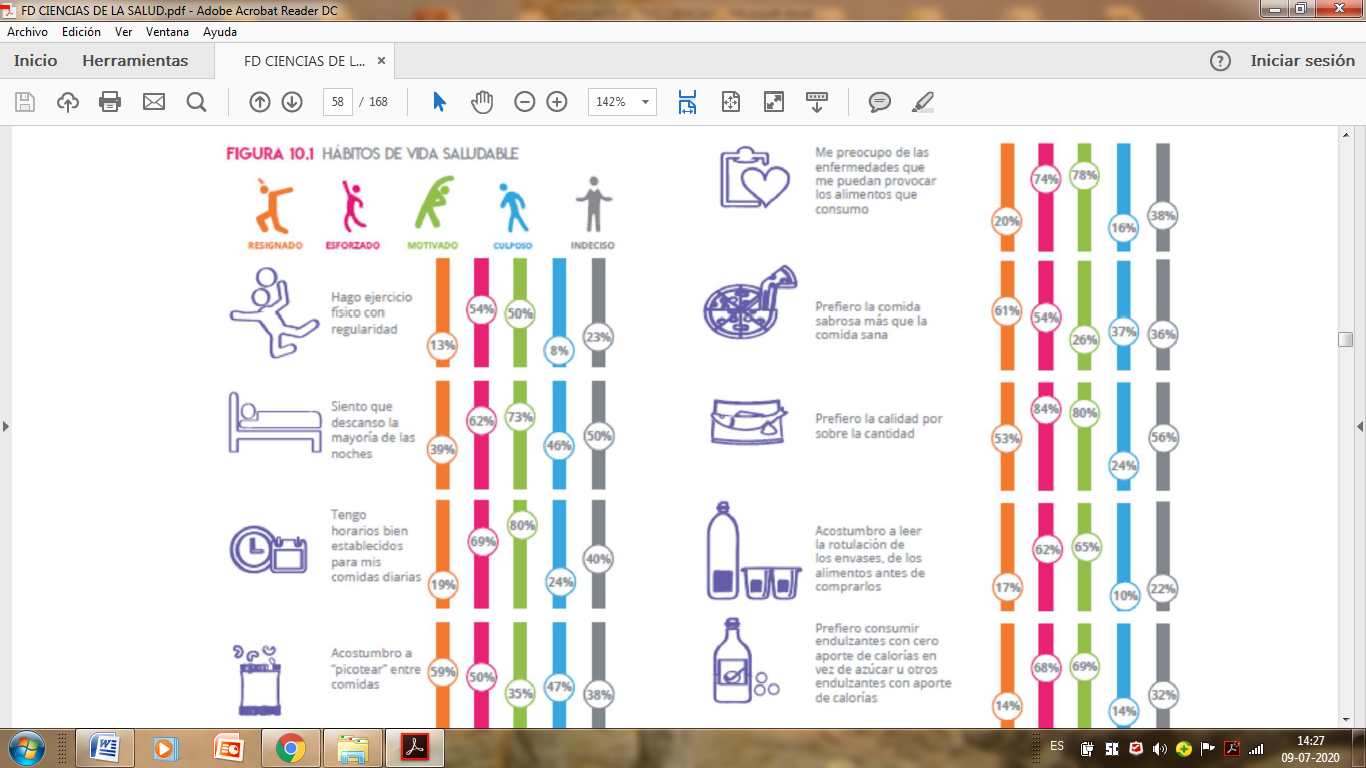 FD CIENCIAS DE LA SALUD.pdf - Adobe Acrobat Reader DC
Archivo Edición Ver Ventana Ayuda
Inicio Herramientas FD CIENCIAS DE L... × Iniciar sesión
58 / 168 142%
FIGURA 10.1 HÁBITOS DE VIDA SALUDABLE
RESIGNADO ESFORZADO MOTIVADO CULPOSO INDECISO
Hago ejercicio
físico con
regularidad
13% 54% 50% 8% 23%
Siento que
descanso la
mayoría de las
noches
39% 62% 73% 46% 50%
Tengo
horarios bien
establecidos
para mis
comidas diarias
19% 69% 80% 24% 40%
Acostumbro a
"picotear" entre
comidas
59% 50% 35% 47% 38%
Me preocupo de las
enfermedades que
me puedan provocar
los alimentos que
consumo
20% 74% 78% 16% 38%
Prefiero la comida
sabrosa más que la
comida sana
61% 54% 26% 37% 36%
Prefiero la calidad por
sobre la cantidad
53% 84% 80% 24% 56%
Acostumbro a leer
la rotulación de
los envases, de los
alimentos antes de
comprarlos
17% 62% 65% 10% 22%
Prefiero consumir
endulzantes con cero
aporte de calorías en
vez de azúcar u otros
endulzantes con aporte
de calorías
14% 68% 69% 14% 32%
ES 14:27
09-07-2020